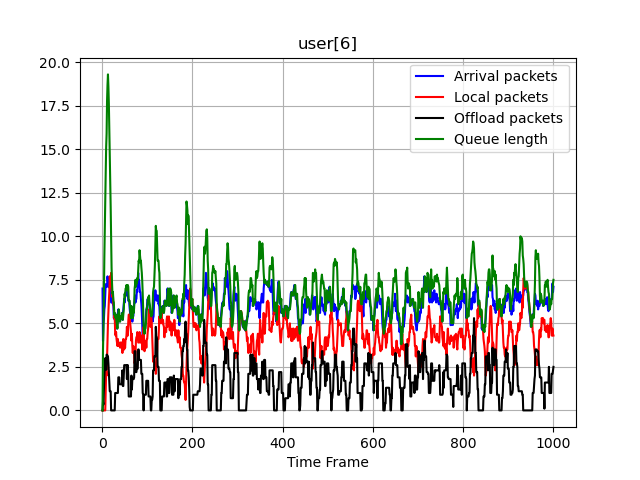 user[6]
Arrival packets
Local packets
Offload packets
Queue length
20.0
17.5
15.0
12.5
10.0
7.5
5.0
2.5
0.0
0 200 400 600 800 1000
Time Frame